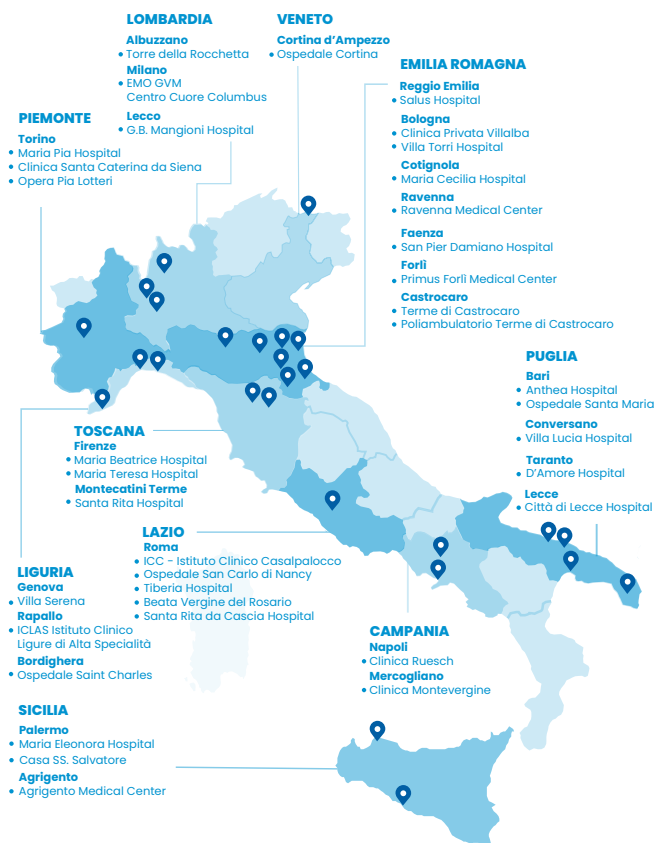 LOMBARDIA
Albuzzano
• Torre della Rocchetta
Milano
• EMO GVM
Centro Cuore Columbus
Lecco
• G.B. Mangioni Hospital
VENETO
Cortina d’Ampezzo
• Ospedale Cortina
EMILIA ROMAGNA
Reggio Emilia
• Salus Hospital
Bologna
• Clinica Privata Villalba
• Villa Torri Hospital
Cotignola
• Maria Cecilia Hospital
Ravenna
• Ravenna Medical Center
Faenza
• San Pier Damiano Hospital
Forlì
• Primus Forlì Medical Center
Castrocaro
• Terme di Castrocaro
• Poliambulatorio Terme di Castrocaro
PIEMONTE
Torino
• Maria Pia Hospital
• Clinica Santa Caterina da Siena
• Opera Pia Lotteri
PUGLIA
Bari
• Anthea Hospital
• Ospedale Santa Maria
Conversano
• Villa Lucia Hospital
Taranto
• D’Amore Hospital
Lecce
• Città di Lecce Hospital
TOSCANA
Firenze
• Maria Beatrice Hospital
• Maria Teresa Hospital
Montecatini Terme
• Santa Rita Hospital
LAZIO
Roma
• ICC - Istituto Clinico Casalpalocco
• Ospedale San Carlo di Nancy
• Tiberia Hospital
• Beata Vergine del Rosario
• Santa Rita da Cascia Hospital
LIGURIA
Genova
• Villa Serena
Rapallo
• ICLAS Istituto Clinico
Ligure di Alta Specialità
Bordighera
• Ospedale Saint Charles
CAMPANIA
Napoli
• Clinica Ruesch
Mercogliano
• Clinica Montevergine
SICILIA
Palermo
• Maria Eleonora Hospital
• Casa SS. Salvatore
Agrigento
• Agrigento Medical Center